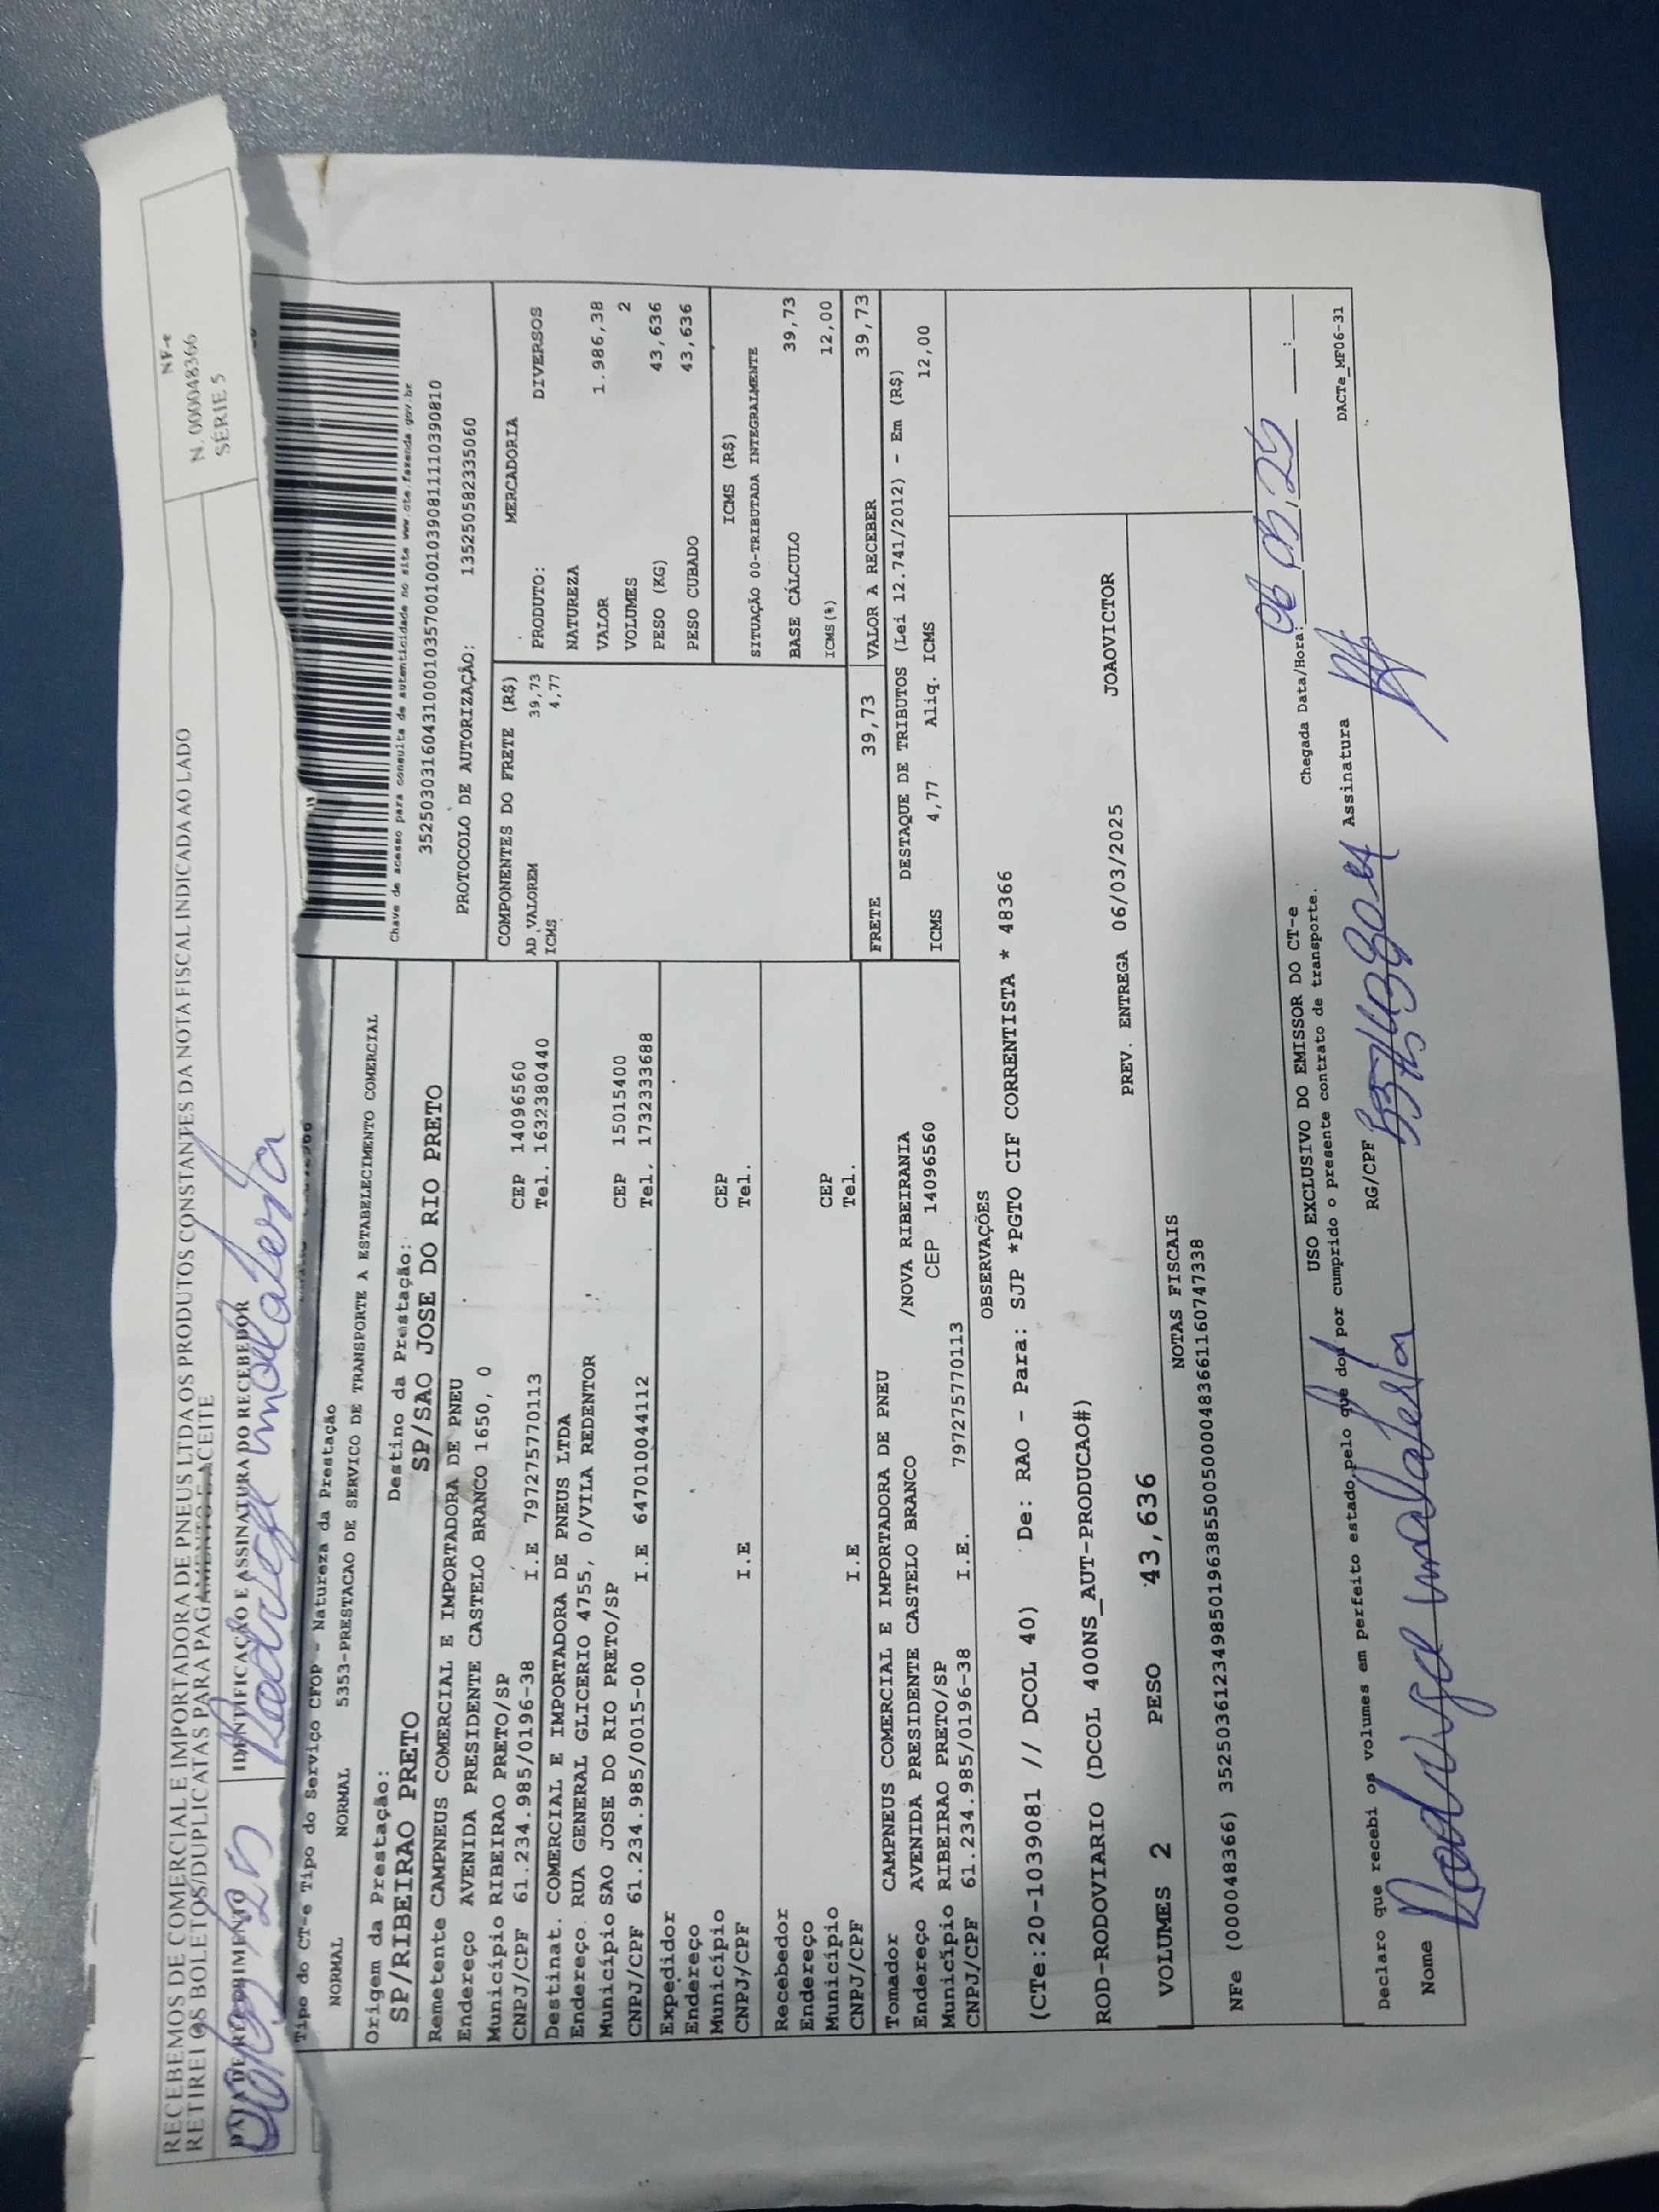 RECEBEMOS DE COMERCIAL E IMPORTADORA DE PNEUS LTDA OS PRODUTOS CONSTANTES DA NOTA FISCAL INDICADA AO LADO
RETIREI OS BOLETOS/DUPLICATAS PARA PAGAMENTO E ACEITE
NF-e
N. 000048366
SÉRIE 5
DATA DE RECEBIMENTO
IDENTIFICAÇÃO E ASSINATURA DO RECEBEDOR
Tipo do CT-e Tipo do Serviço CFOP - Natureza da Prestação
NORMAL NORMAL 5353-PRESTACAO DE SERVICO DE TRANSPORTE A ESTABELECIMENTO COMERCIAL
Origem da Prestação: Destino da Prestação:
SP/RIBEIRAO PRETO SP/SAO JOSE DO RIO PRETO
Remetente CAMPNEUS COMERCIAL E IMPORTADORA DE PNEU
Endereço AVENIDA PRESIDENTE CASTELO BRANCO 1650, 0
Município RIBEIRAO PRETO/SP CEP 14096560
CNPJ/CPF 61.234.985/0196-38 I.E 797275770113 Tel. 1632380440
Destinat. COMERCIAL E IMPORTADORA DE PNEUS LTDA
Endereço RUA GENERAL GLICERIO 4755, 0/VILA REDENTOR
Município SAO JOSE DO RIO PRETO/SP CEP 15015400
CNPJ/CPF 61.234.985/0015-00 I.E 647010044112 Tel. 1732333688
Expedidor
Endereço
Município CEP
CNPJ/CPF I.E Tel.
Recebedor
Endereço
Município CEP
CNPJ/CPF I.E Tel.
Tomador CAMPNEUS COMERCIAL E IMPORTADORA DE PNEU
Endereço AVENIDA PRESIDENTE CASTELO BRANCO /NOVA RIBEIRANIA
Município RIBEIRAO PRETO/SP CEP 14096560
CNPJ/CPF 61.234.985/0196-38 I.E. 797275770113
Chave de acesso para consulta de autenticidade no site www.cte.fazenda.gov.br
35250303160431000103570010010390811110390810
PROTOCOLO DE AUTORIZAÇÃO: 135250582335060
COMPONENTES DO FRETE (R$)
AD VALOREM 39,73
ICMS 4,77
MERCADORIA
PRODUTO: DIVERSOS
NATUREZA
VALOR 1.986,38
VOLUMES 2
PESO (KG) 43,636
PESO CUBADO 43,636
ICMS (R$)
SITUAÇÃO 00-TRIBUTADA INTEGRALMENTE
BASE CÁLCULO 39,73
ICMS(%) 12,00
FRETE 39,73 VALOR A RECEBER 39,73
DESTAQUE DE TRIBUTOS (Lei 12.741/2012) - Em (R$)
ICMS 4,77 Aliq. ICMS 12,00
OBSERVAÇÕES
(CTe:20-1039081 // DCOL 40) De: RAO - Para: SJP *PGTO CIF CORRENTISTA * 48366
ROD-RODOVIARIO (DCOL 400NS_AUT-PRODUCAO#)
PREV. ENTREGA 06/03/2025 JOAOVICTOR
VOLUMES 2 PESO 43,636
NOTAS FISCAIS
NFe (000048366) 35250361234985019638550050000483661160747338
USO EXCLUSIVO DO EMISSOR DO CT-e
Chegada Data/Hora: 06/03/25 __:__
Declaro que recebi os volumes em perfeito estado,pelo que dou por cumprido o presente contrato de transporte.
Nome RG/CPF Assinatura
DACTe_MF06-31